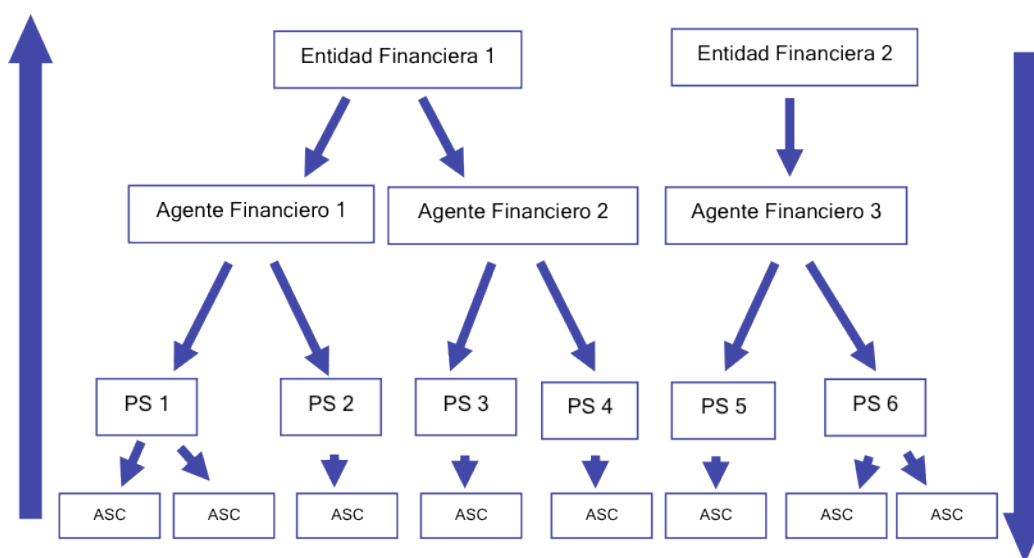 Entidad Financiera 1
Entidad Financiera 2
Agente Financiero 1
Agente Financiero 2
Agente Financiero 3
PS 1
PS 2
PS 3
PS 4
PS 5
PS 6
ASC
ASC
ASC
ASC
ASC
ASC
ASC
ASC